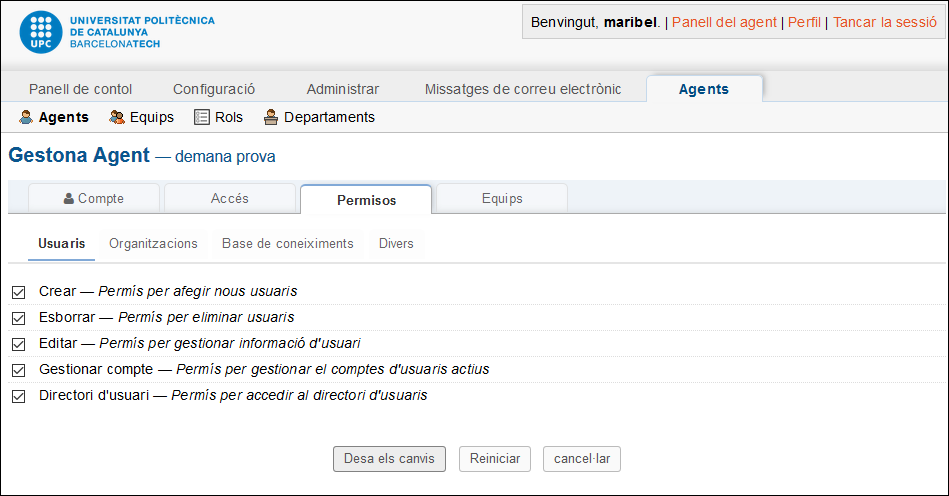 UPC
UNIVERSITAT POLITÈCNICA
DE CATALUNYA
BARCELONATECH
Benvingut, maribel. | Panell del agent | Perfil | Tancar la sessió
Panell de contol Configuració Administrar Missatges de correu electrònic Agents
Agents Equips Rols Departaments
Gestona Agent — demana prova
Compte Accés Permisos Equips
Usuaris Organitzacions Base de coneiximents Divers
Crear — Permís per afegir nous usuaris
Esborrar — Permís per eliminar usuaris
Editar — Permís per gestionar informació d'usuari
Gestionar compte — Permís per gestionar el comptes d'usuaris actius
Directori d'usuari — Permís per accedir al directori d'usuaris
Desa els canvis Reiniciar cancel·lar